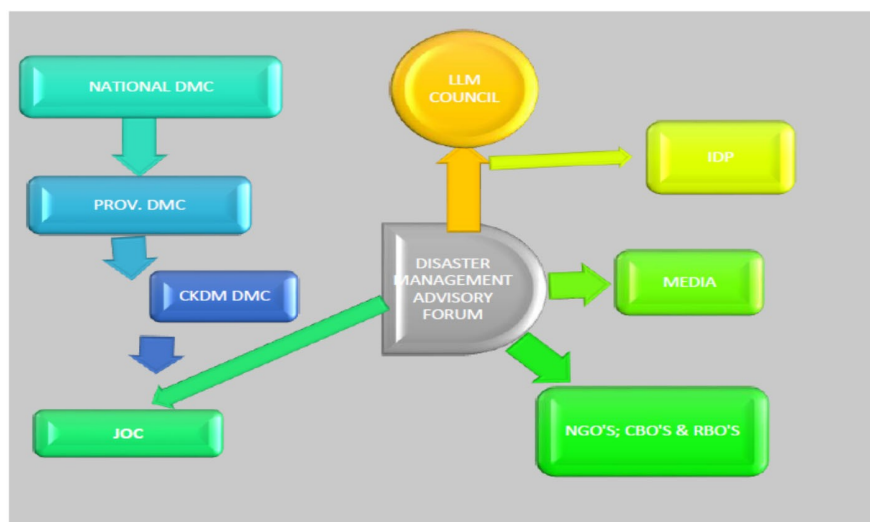 NATIONAL DMC
LLM
COUNCIL
IDP
PROV. DMC
DISASTER
MANAGEMENT
ADVISORY
FORUM
CKDM DMC
MEDIA
JOC
NGO'S; CBO'S & RBO'S